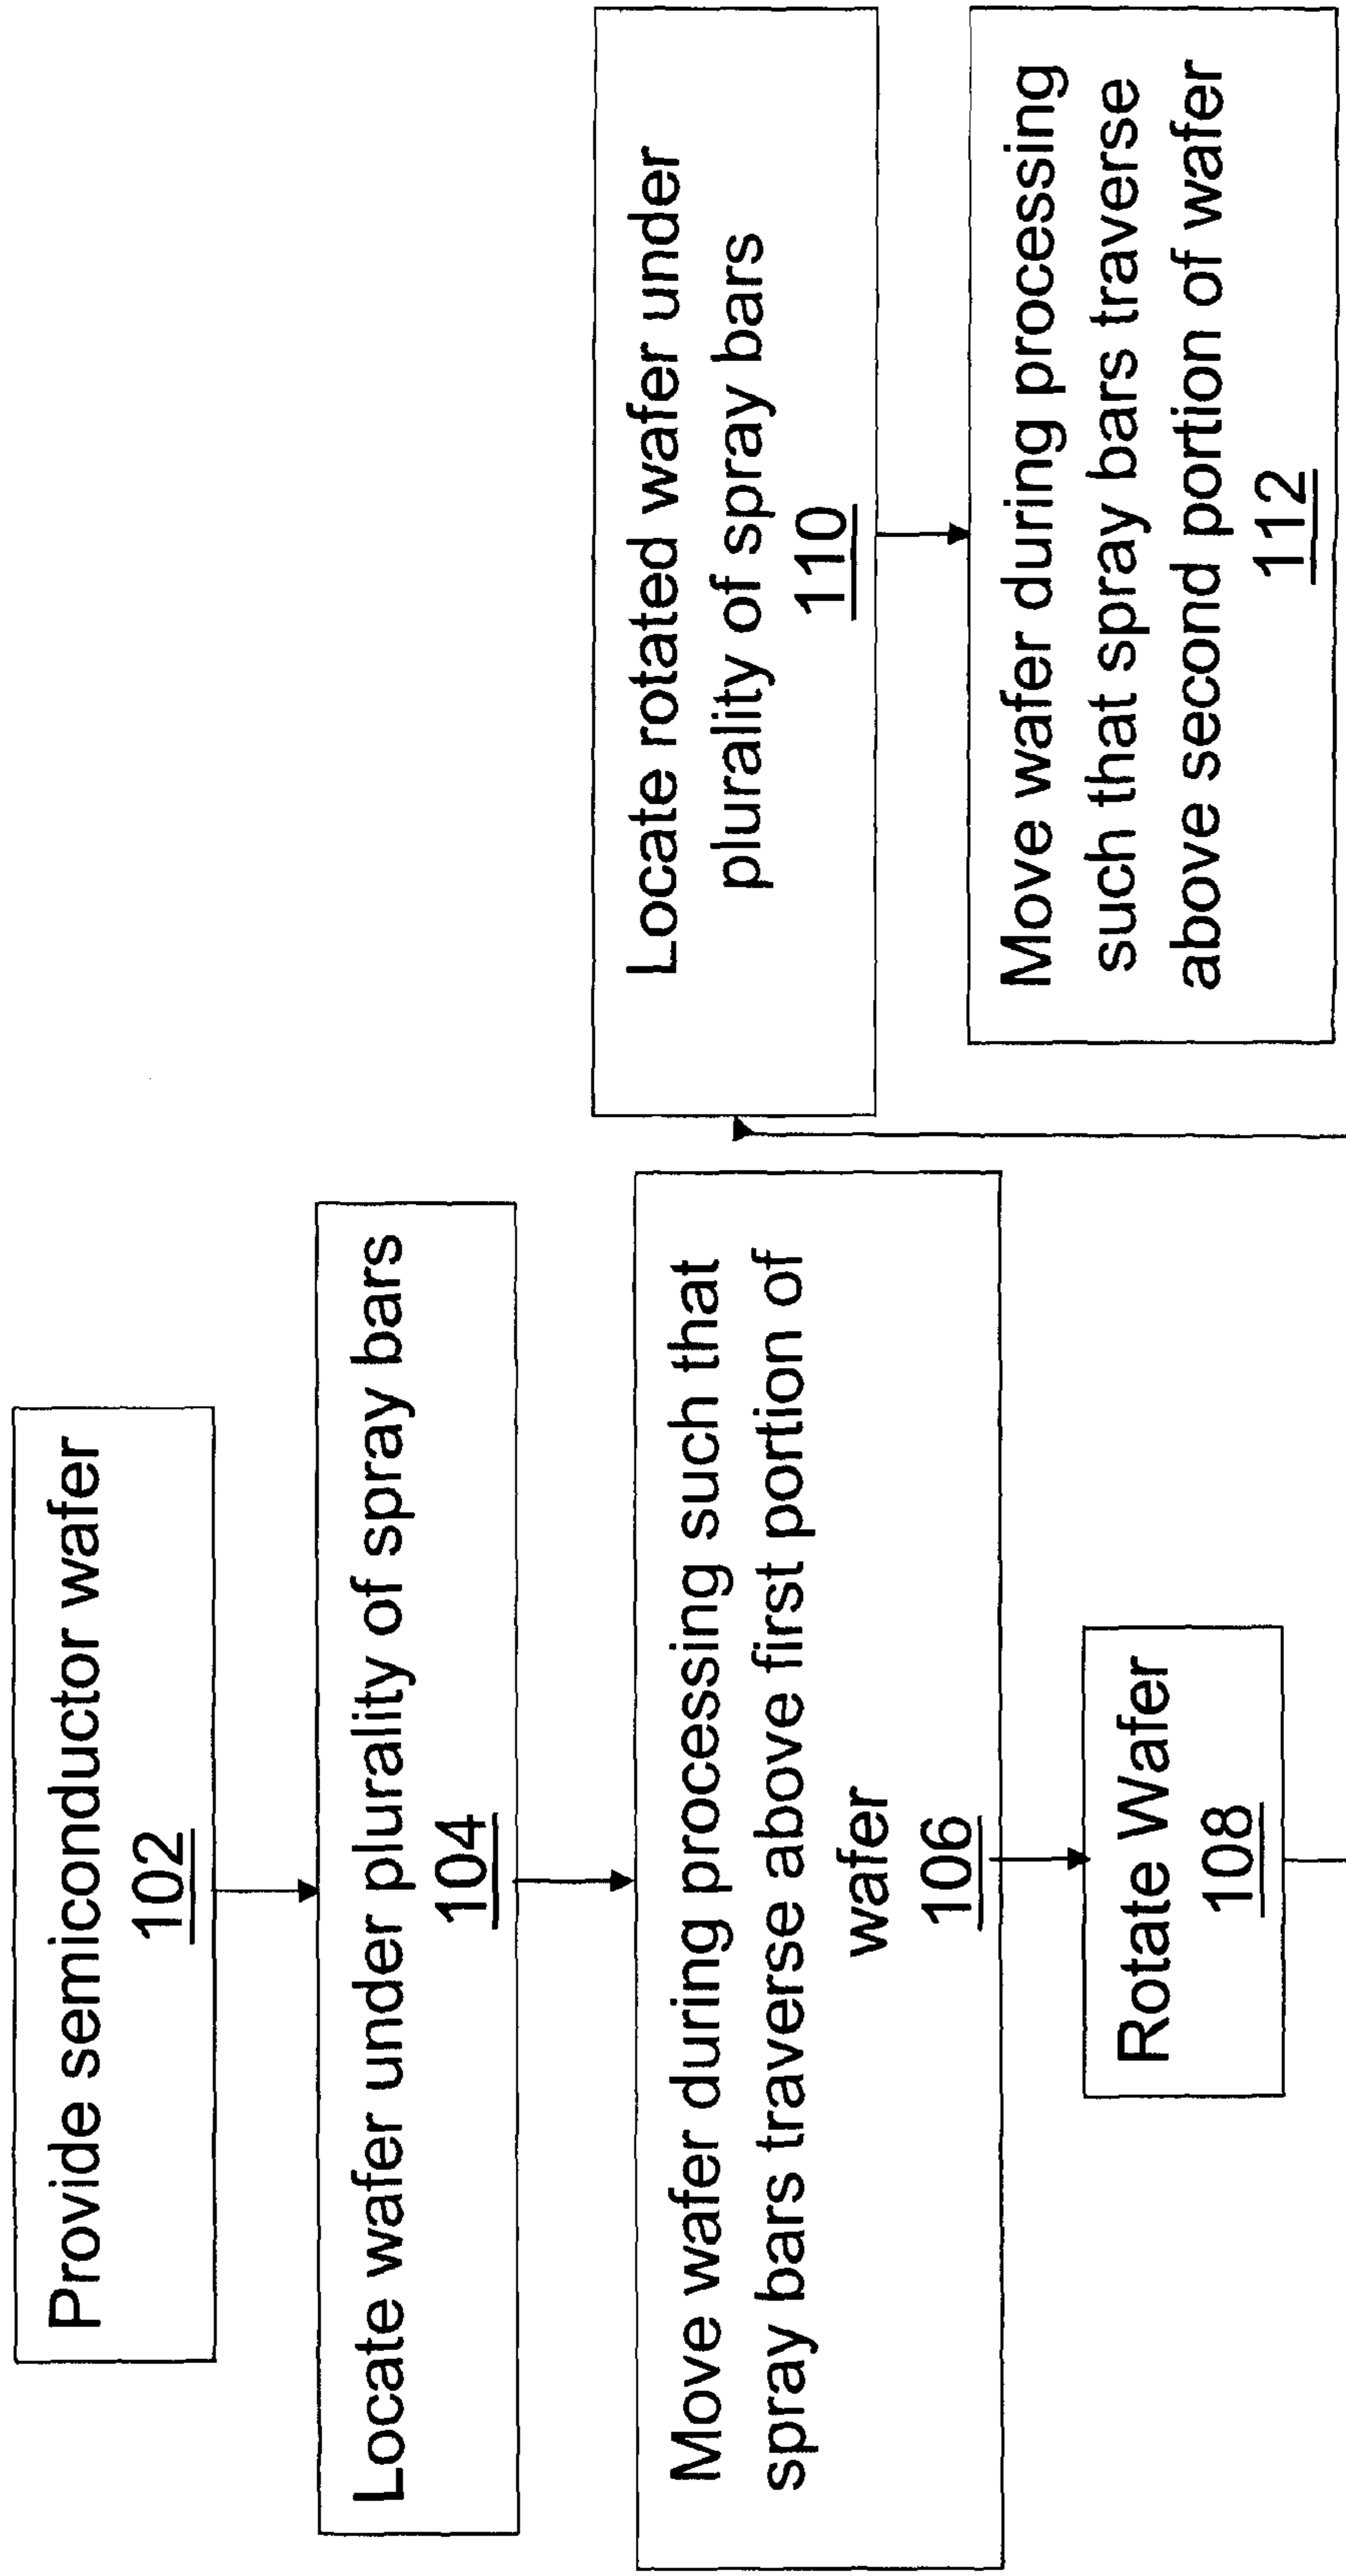 Provide semiconductor wafer
102
Locate wafer under plurality of spray bars
104
Move wafer during processing such that
spray bars traverse above first portion of
wafer
106
Rotate Wafer
108
Locate rotated wafer under
plurality of spray bars
110
Move wafer during processing
such that spray bars traverse
above second portion of wafer
112